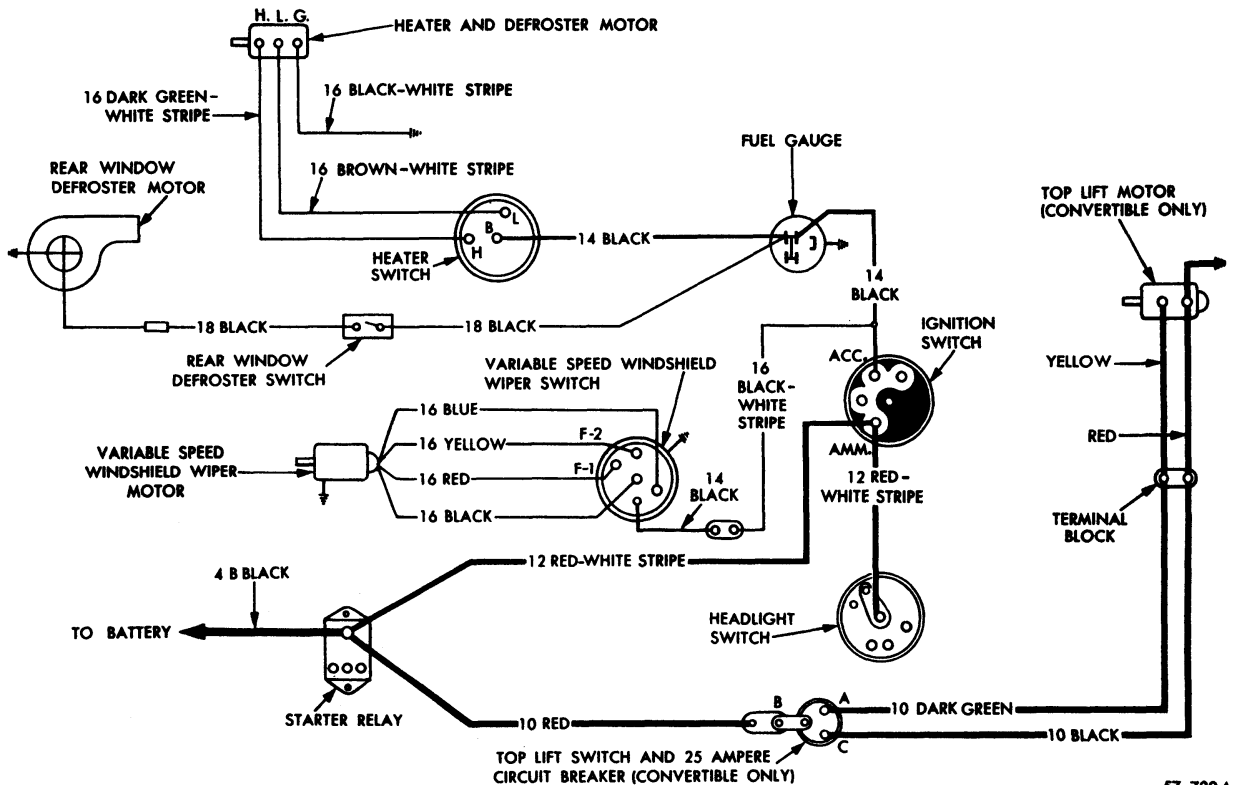 H. L. G.
HEATER AND DEFROSTER MOTOR
16 DARK GREEN-
WHITE STRIPE
16 BLACK-WHITE STRIPE
16 BROWN-WHITE STRIPE
FUEL GAUGE
REAR WINDOW
DEFROSTER MOTOR
TOP LIFT MOTOR
(CONVERTIBLE ONLY)
L
B
H
14 BLACK
HEATER
SWITCH
14
BLACK
18 BLACK
18 BLACK
IGNITION
SWITCH
REAR WINDOW
DEFROSTER SWITCH
VARIABLE SPEED WINDSHIELD
WIPER SWITCH
ACC.
16
BLACK-
WHITE
STRIPE
YELLOW
16 BLUE
16 YELLOW
F-2
F-1
16 RED
16 BLACK
VARIABLE SPEED
WINDSHIELD WIPER
MOTOR
14
BLACK
AMM.
12 RED-
WHITE STRIPE
RED
TERMINAL
BLOCK
12 RED-WHITE STRIPE
4 B BLACK
TO BATTERY
HEADLIGHT
SWITCH
STARTER RELAY
10 RED
B
A
C
10 DARK GREEN
10 BLACK
TOP LIFT SWITCH AND 25 AMPERE
CIRCUIT BREAKER (CONVERTIBLE ONLY)